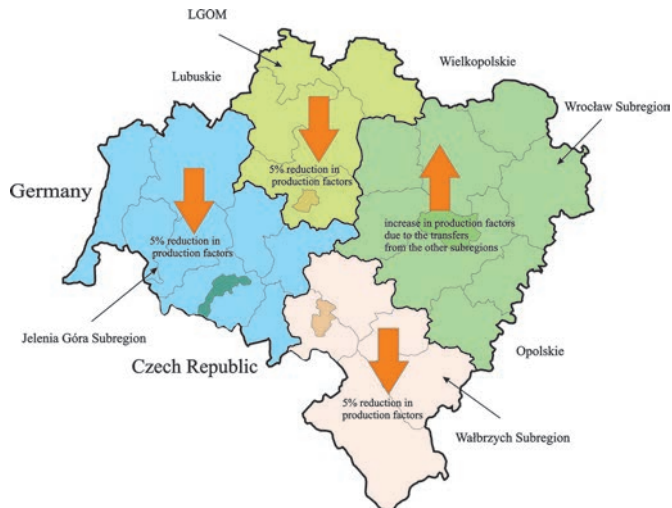 LGOM
Wielkopolskie
Lubuskie
Wrocław Subregion
5% reduction in
production factors
Germany
increase in production factors
due to the transfers
from the other subregions
5% reduction in
production factors
Jelenia Góra Subregion
Czech Republic
Opolskie
5% reduction in
production factors
Wałbrzych Subregion